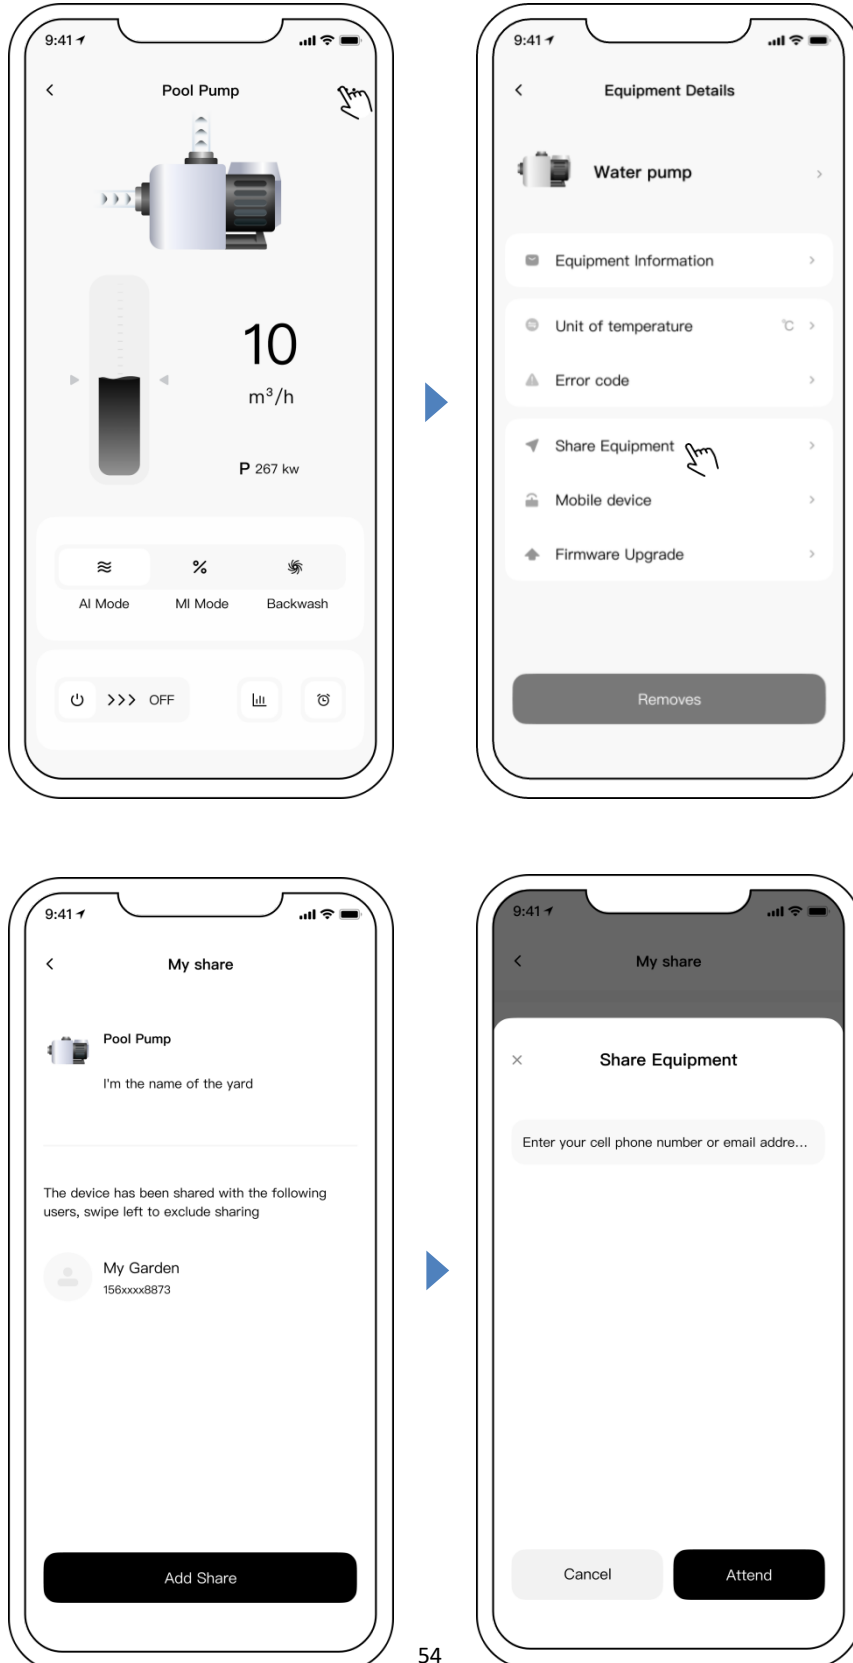 9:41
Pool Pump
10
m³/h
P 267 kw
AI Mode MI Mode Backwash
>>> OFF
9:41
Equipment Details
Water pump
Equipment Information
Unit of temperature °C
Error code
Share Equipment
Mobile device
Firmware Upgrade
Removes
9:41
My share
Pool Pump
I'm the name of the yard
The device has been shared with the following
users, swipe left to exclude sharing
My Garden
156xxxx8873
Add Share
9:41
My share
Share Equipment
Enter your cell phone number or email addre...
Cancel Attend
54